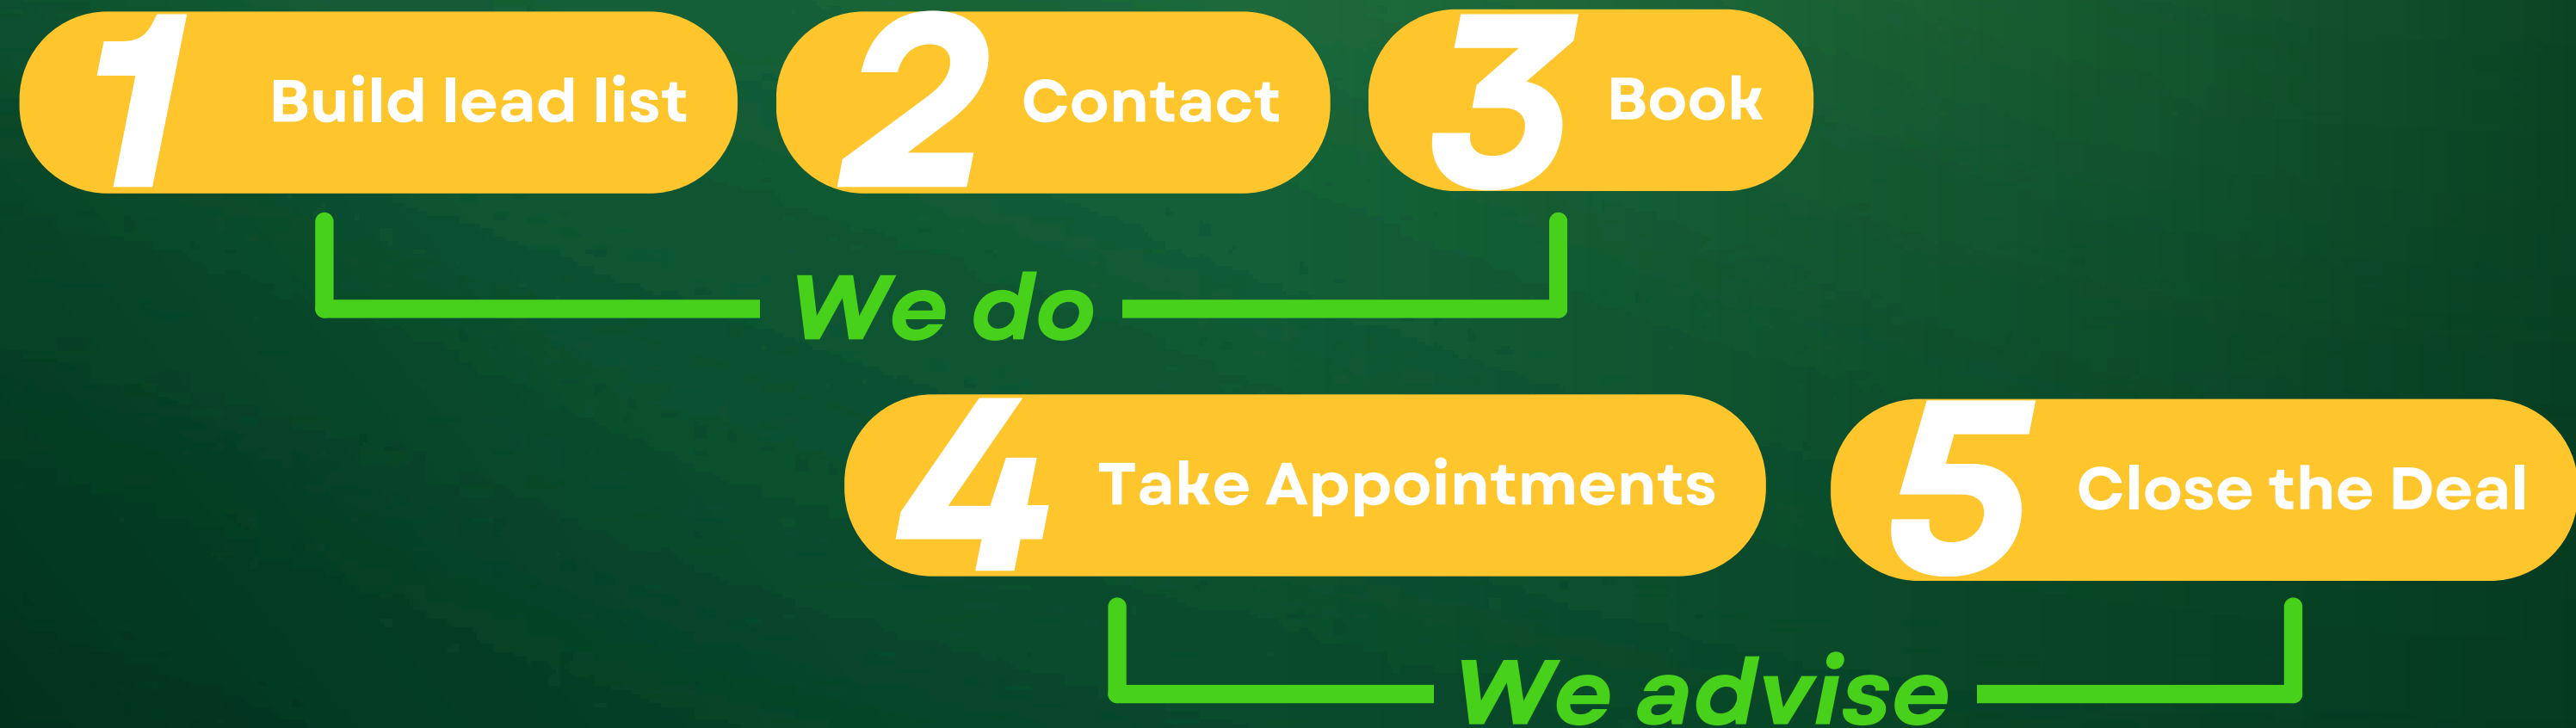 1 Build lead list 2 Contact 3 Book
We do
4 Take Appointments 5 Close the Deal
We advise